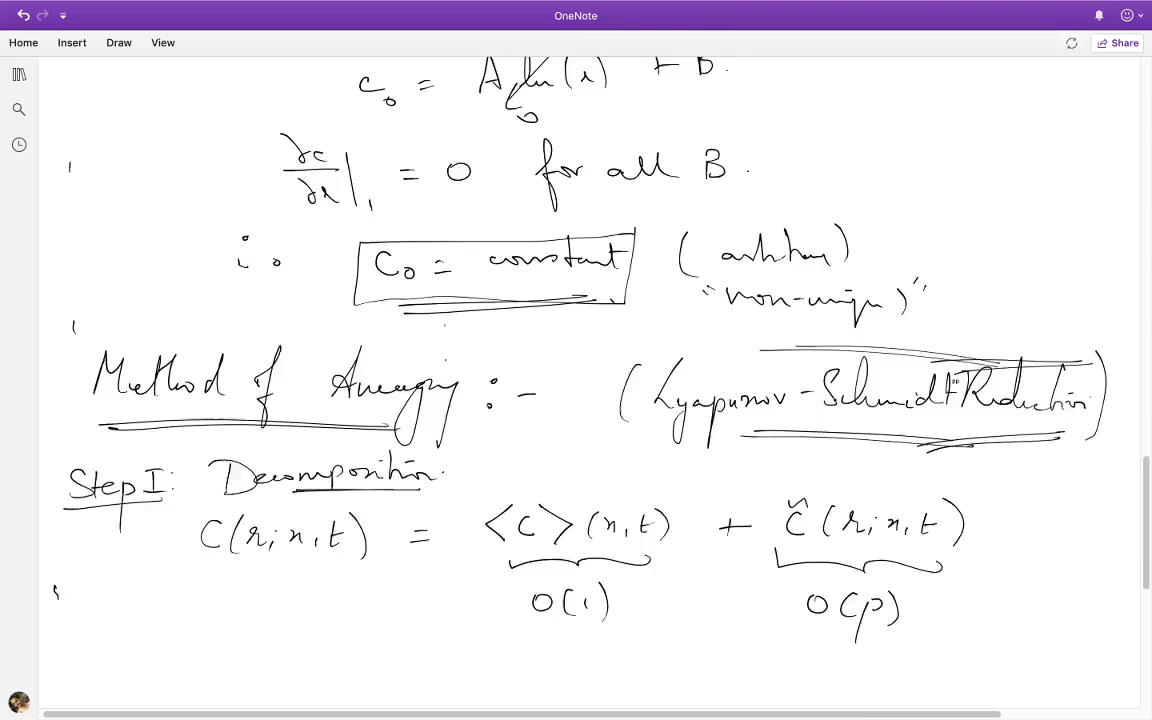 OneNote
Home Insert Draw View Share
C₀ = A ln(r) + B.
0
∂c/∂r |₁ = 0 for all B.
C₀ = constant
"non-unique"
Method of Averaging :- (Lyapunov-Schmidt Reduction)
Step I: Decomposition.
C(r, x, t) = <C>(x, t) + C̃(r, x, t)
O(1) O(p)